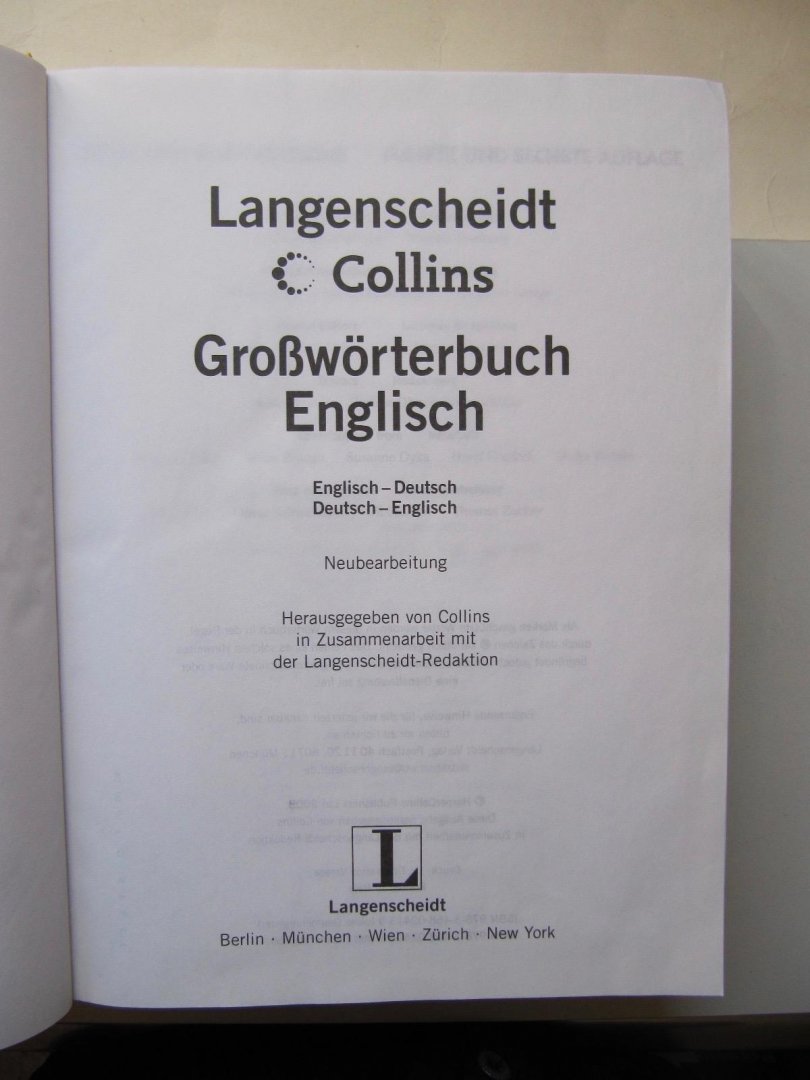 Langenscheidt
Collins
Großwörterbuch
Englisch
Englisch – Deutsch
Deutsch – Englisch
Neubearbeitung
Herausgegeben von Collins
in Zusammenarbeit mit
der Langenscheidt-Redaktion
L
Langenscheidt
Berlin · München · Wien · Zürich · New York